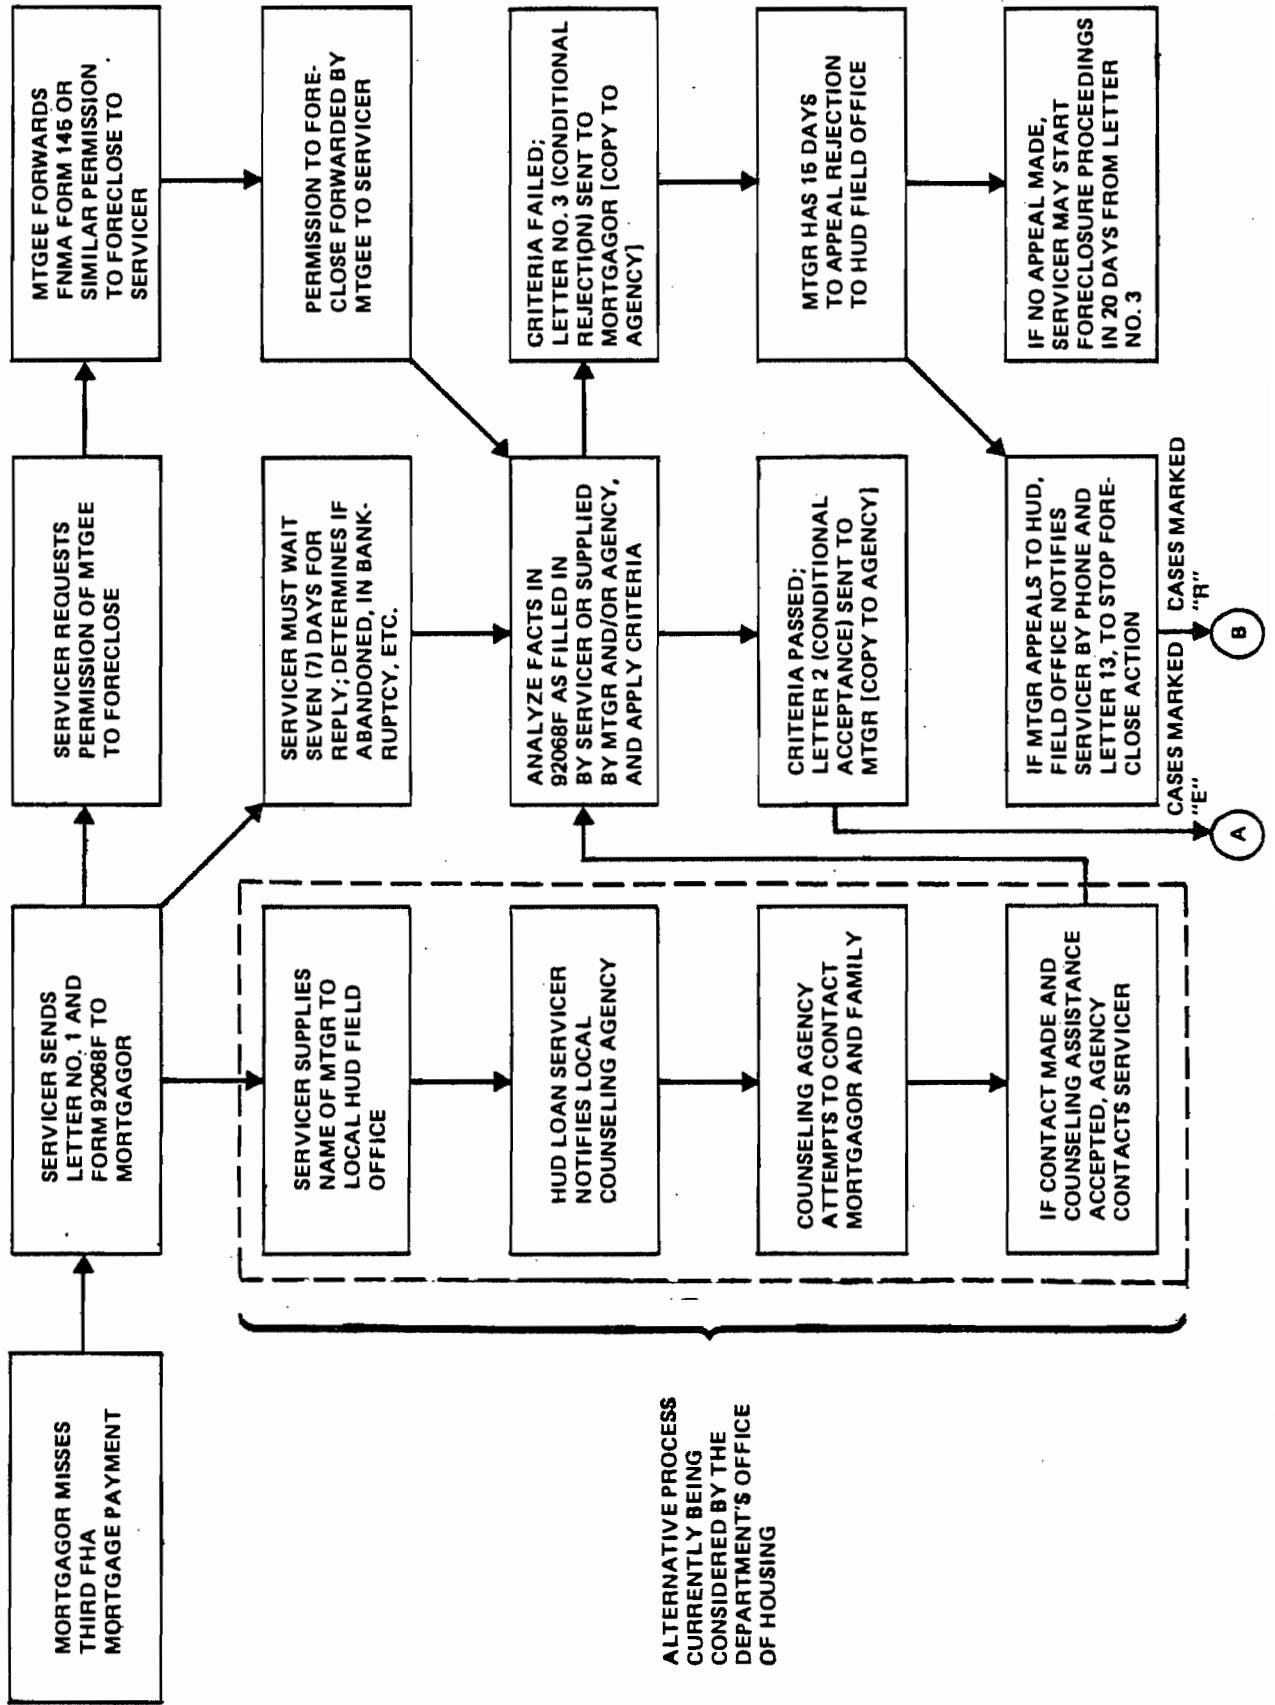 MORTGAGOR MISSES
THIRD FHA
MORTGAGE PAYMENT
SERVICER SENDS
LETTER NO. 1 AND
FORM 92068F TO
MORTGAGOR
SERVICER REQUESTS
PERMISSION OF MTGEE
TO FORECLOSE
MTGEE FORWARDS
FNMA FORM 145 OR
SIMILAR PERMISSION
TO FORECLOSE TO
SERVICER
SERVICER SUPPLIES
NAME OF MTGR TO
LOCAL HUD FIELD
OFFICE
SERVICER MUST WAIT
SEVEN (7) DAYS FOR
REPLY; DETERMINES IF
ABANDONED, IN BANK-
RUPTCY, ETC.
PERMISSION TO FORE-
CLOSE FORWARDED BY
MTGEE TO SERVICER
HUD LOAN SERVICER
NOTIFIES LOCAL
COUNSELING AGENCY
ANALYZE FACTS IN
92068F AS FILLED IN
BY SERVICER OR SUPPLIED
BY MTGR AND/OR AGENCY,
AND APPLY CRITERIA
CRITERIA FAILED;
LETTER NO. 3 (CONDITIONAL
REJECTION) SENT TO
MORTGAGOR [COPY TO
AGENCY]
ALTERNATIVE PROCESS
CURRENTLY BEING
CONSIDERED BY THE
DEPARTMENT'S OFFICE
OF HOUSING
COUNSELING AGENCY
ATTEMPTS TO CONTACT
MORTGAGOR AND FAMILY
CRITERIA PASSED;
LETTER 2 (CONDITIONAL
ACCEPTANCE) SENT TO
MTGR [COPY TO AGENCY]
MTGR HAS 15 DAYS
TO APPEAL REJECTION
TO HUD FIELD OFFICE
IF CONTACT MADE AND
COUNSELING ASSISTANCE
ACCEPTED, AGENCY
CONTACTS SERVICER
IF MTGR APPEALS TO HUD,
FIELD OFFICE NOTIFIES
SERVICER BY PHONE AND
LETTER 13, TO STOP FORE-
CLOSE ACTION
IF NO APPEAL MADE,
SERVICER MAY START
FORECLOSURE PROCEEDINGS
IN 20 DAYS FROM LETTER
NO. 3
CASES MARKED
"E"
CASES MARKED
"R"
A
B